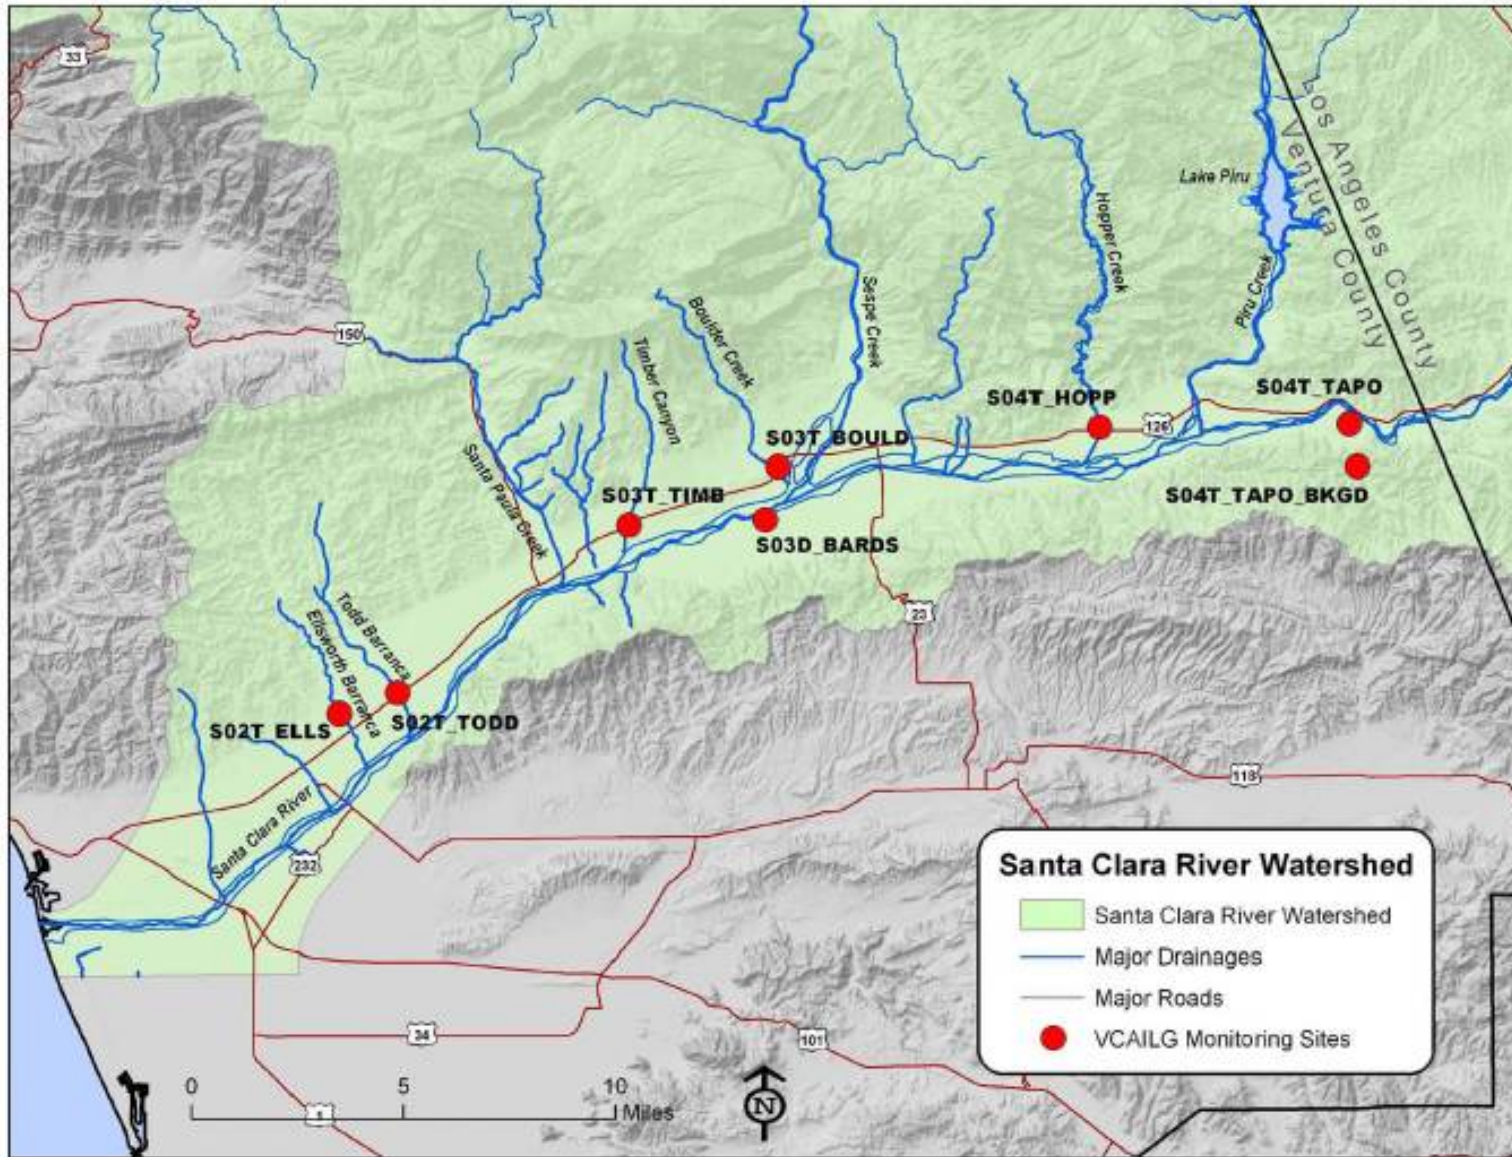 33
Los Angeles County
Ventura County
Lake Piru
Hopper Creek
Piru Creek
Sespe Creek
Boulder Creek
150
Timber Canyon
S04T_TAPO
S04T_HOPP
126
S03T_BOULD
Santa Paula Creek
S04T_TAPO_BKGD
S03T_TIMB
S03D_BARDS
23
Todd Barranca
Ellsworth Barranca
S02T_TODD
S02T_ELLS
118
Santa Clara River
232
Santa Clara River Watershed
Santa Clara River Watershed
Major Drainages
Major Roads
VCAILG Monitoring Sites
34
101
0 5 10
Miles
1
N